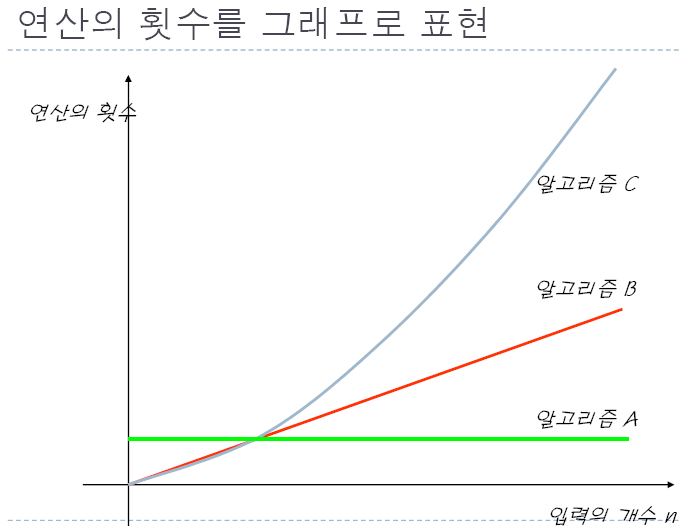 연산의 횟수를 그래프로 표현
연산의 횟수
알고리즘 C
알고리즘 B
알고리즘 A
입력의 개수 n